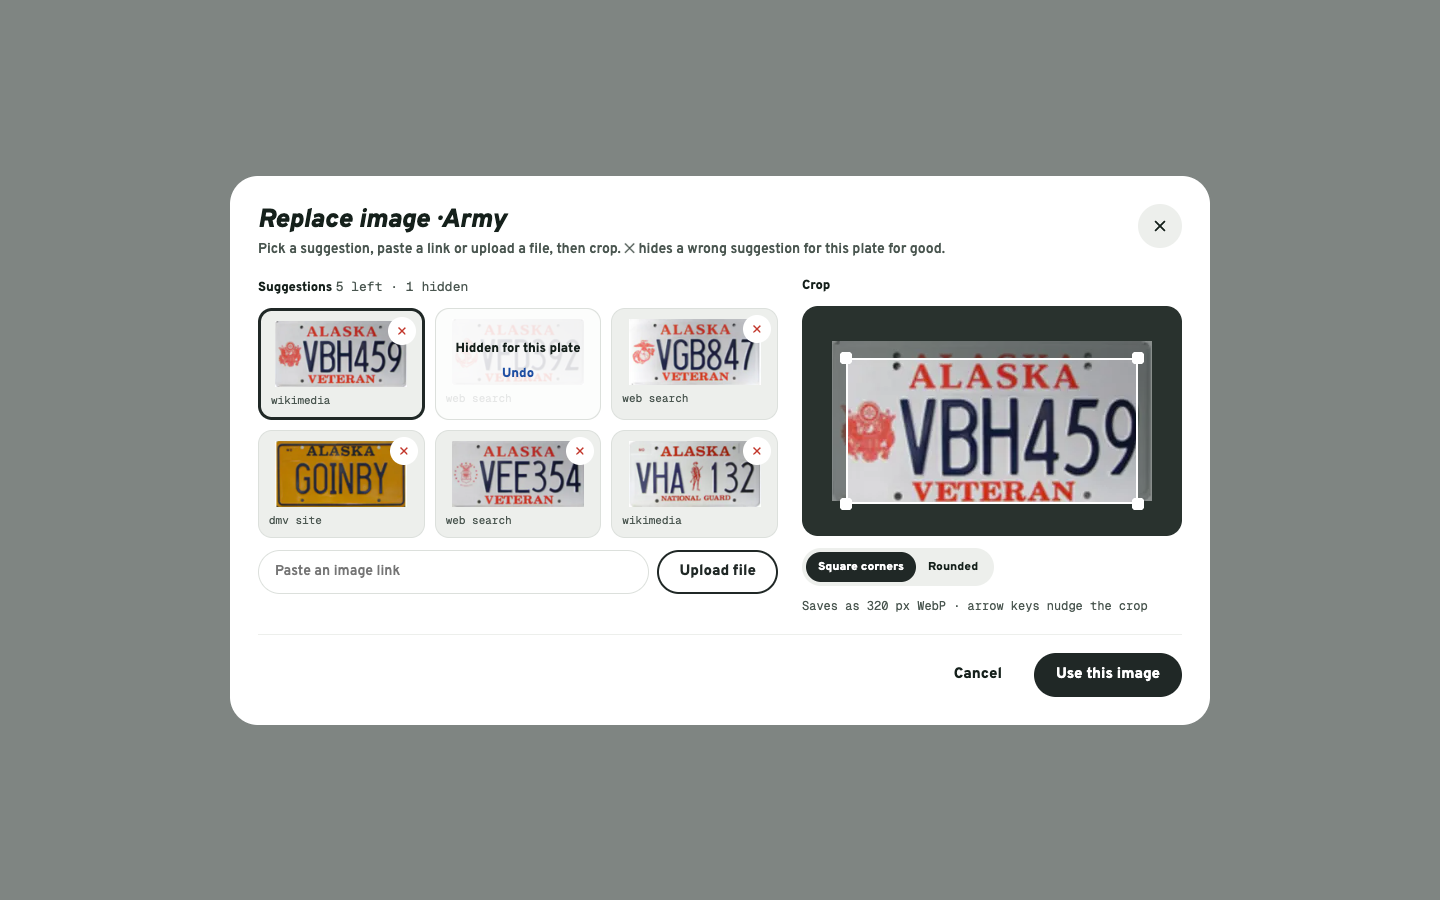 Replace image ·Army
Pick a suggestion, paste a link or upload a file, then crop. ✕ hides a wrong suggestion for this plate for good.
Suggestions 5 left · 1 hidden
ALASKA
VBH459
VETERAN
wikimedia
Hidden for this plate
Undo
web search
ALASKA
VGB847
VETERAN
web search
ALASKA
GOINBY
dmv site
ALASKA
VEE354
VETERAN
web search
ALASKA
VHA 132
NATIONAL GUARD
wikimedia
Paste an image link
Upload file
Crop
ALASKA
VBH459
VETERAN
Square corners
Rounded
Saves as 320 px WebP · arrow keys nudge the crop
Cancel
Use this image